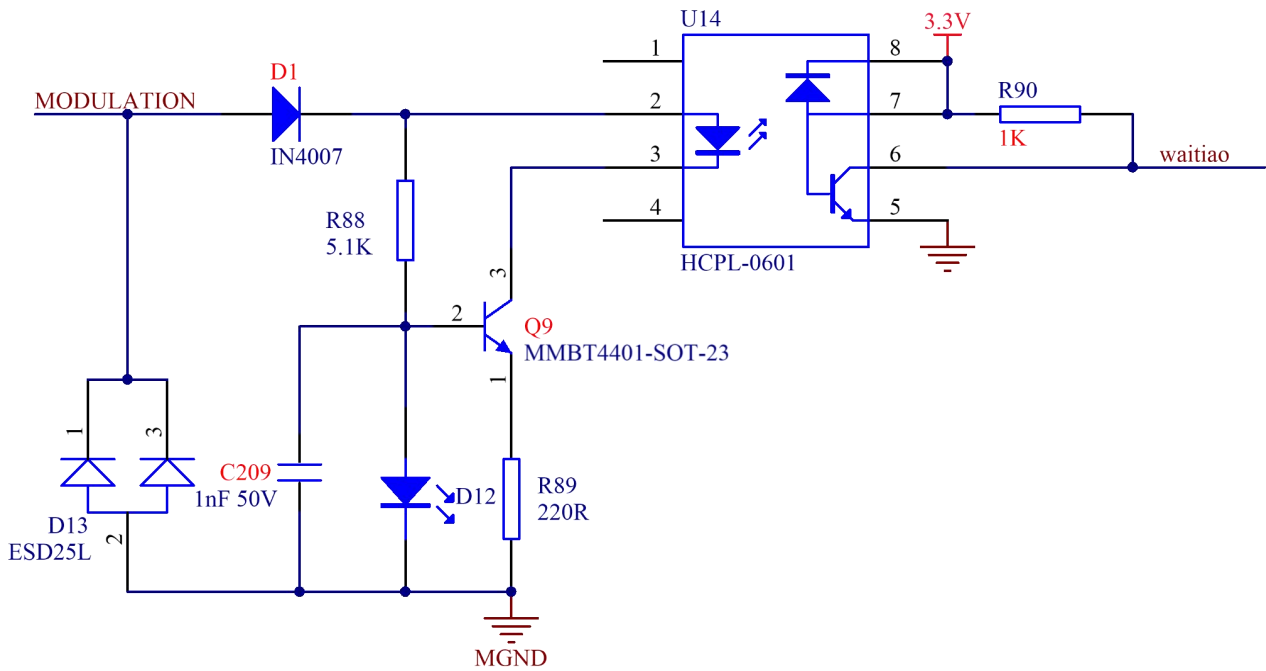 U14
3.3V
1
8
D1
R90
MODULATION
2
7
IN4007
1K
3
6
waitiao
R88
5.1K
4
5
HCPL-0601
3
2
Q9
MMBT4401-SOT-23
1
1
3
C209
1nF 50V
D12
R89
220R
D13
ESD25L
2
MGND